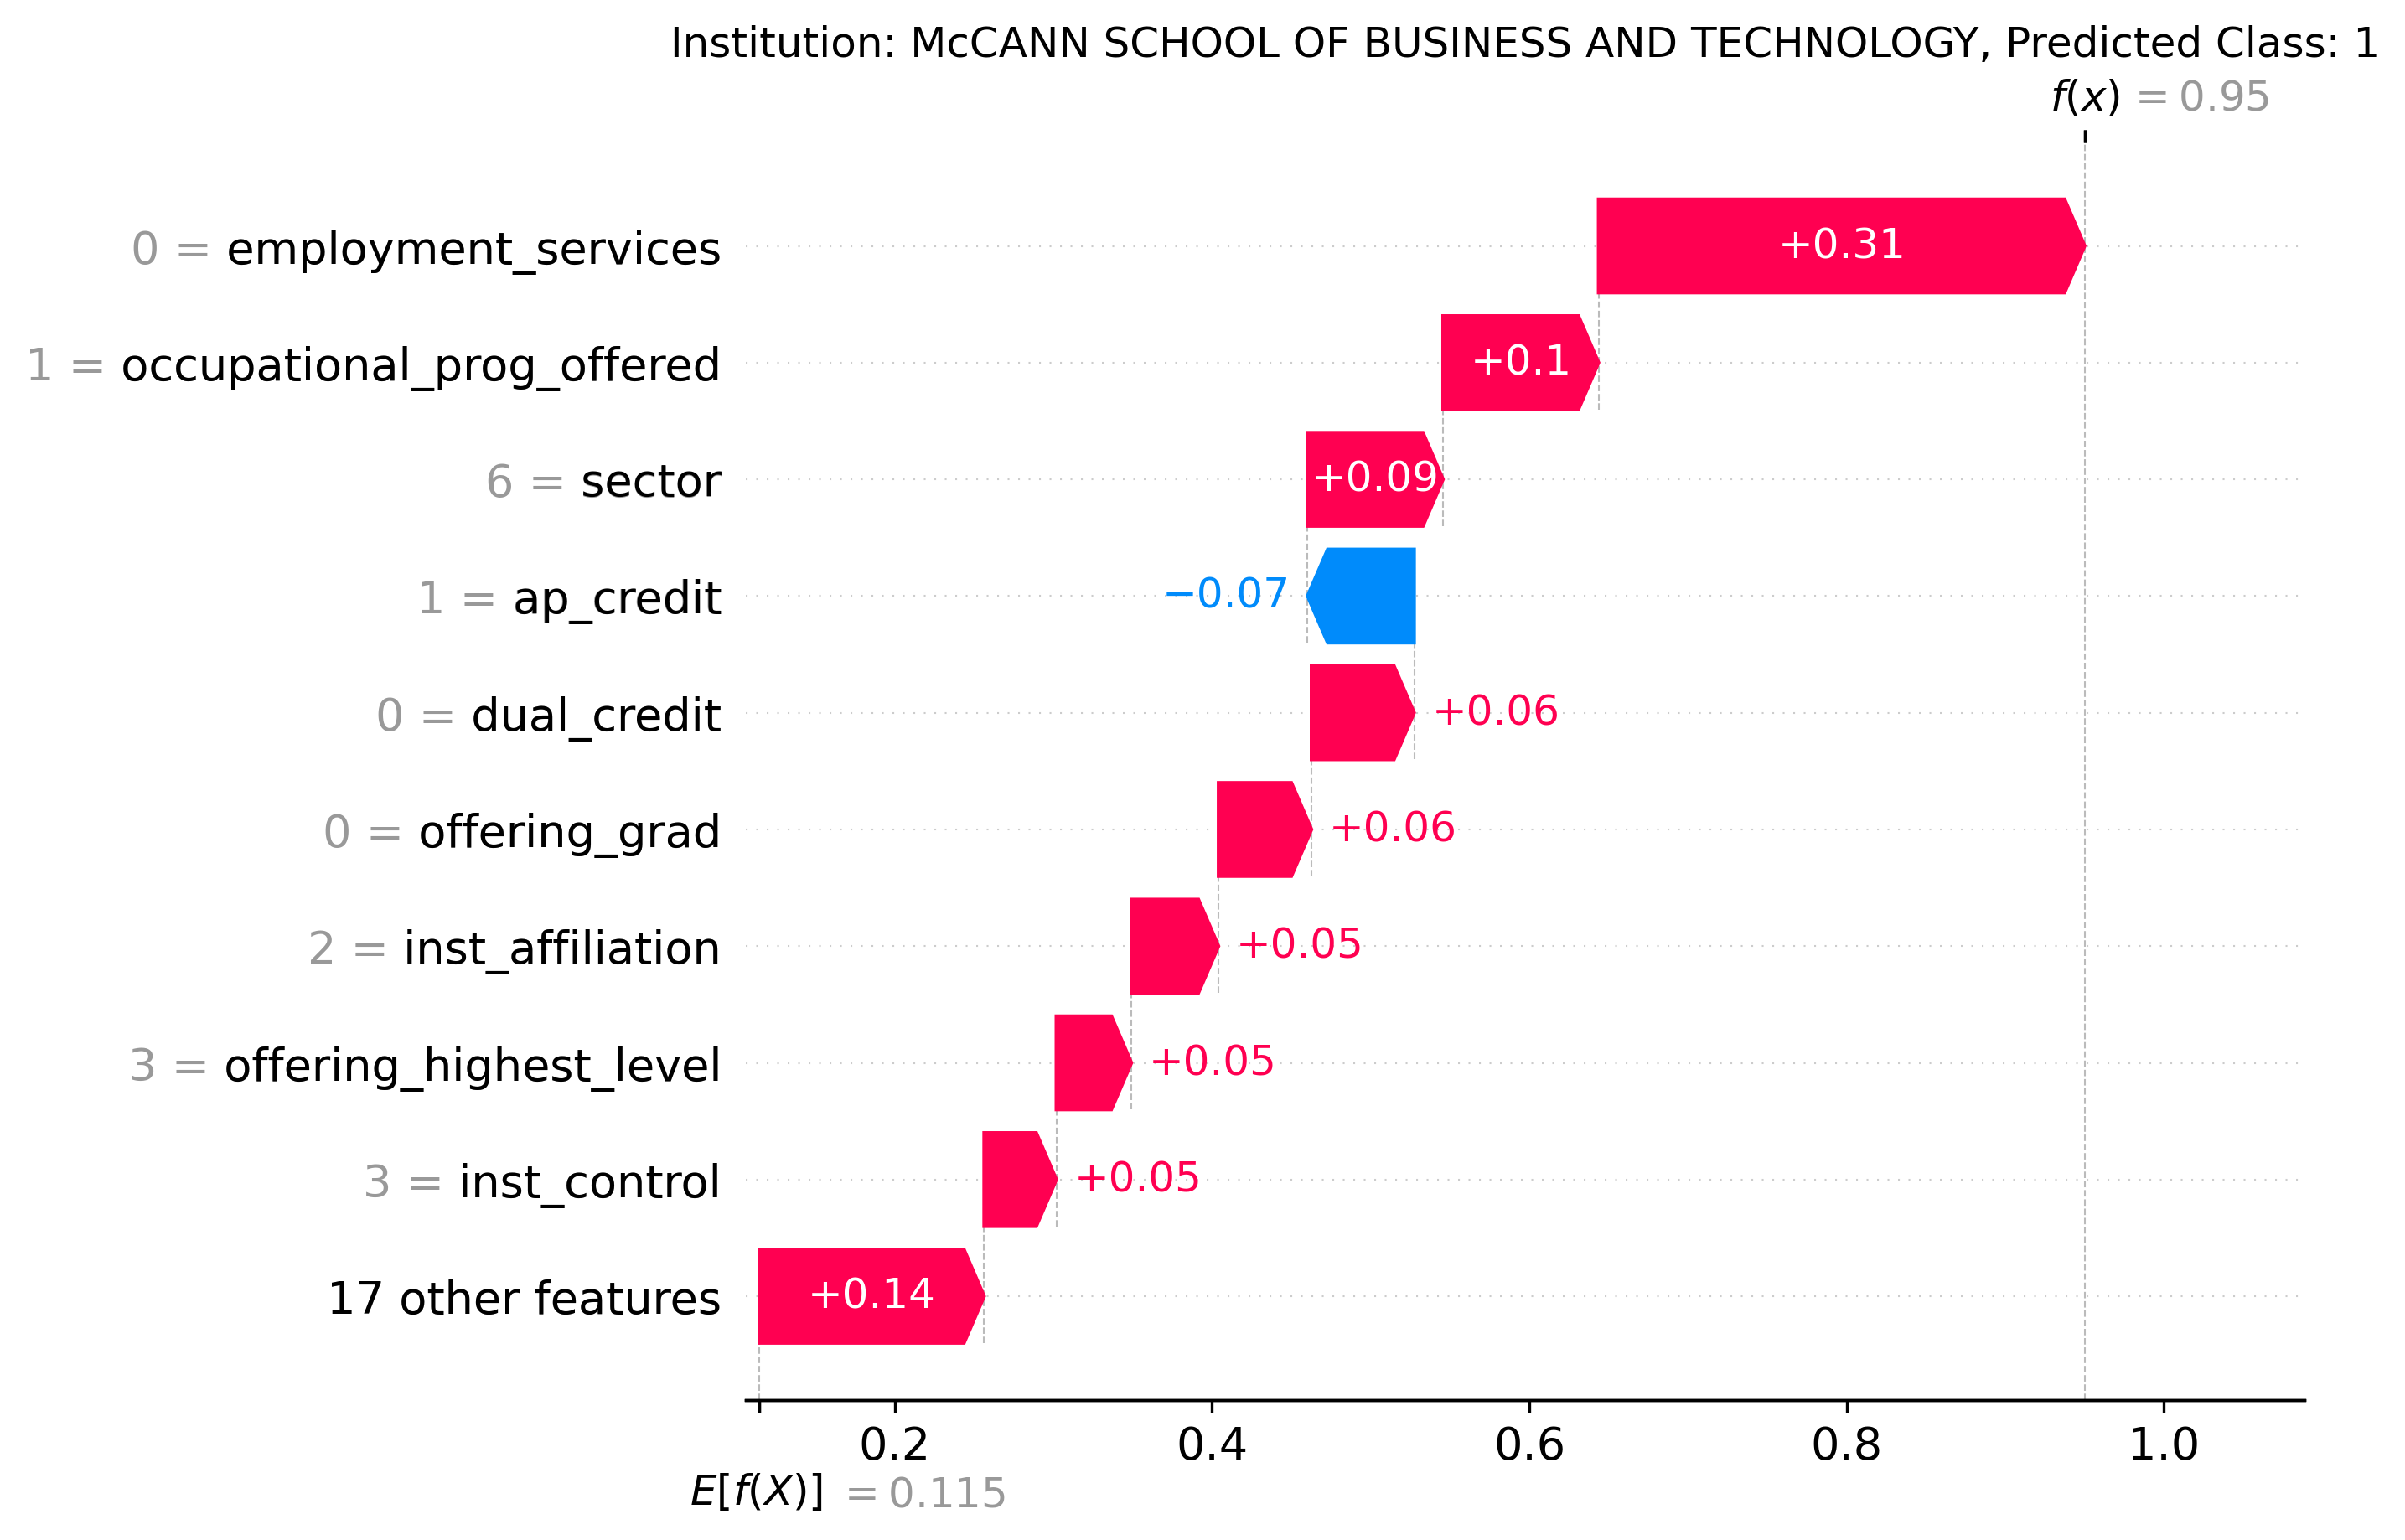 Institution: McCANN SCHOOL OF BUSINESS AND TECHNOLOGY, Predicted Class: 1
f(x) = 0.95
0 = employment_services +0.31
1 = occupational_prog_offered +0.1
6 = sector +0.09
1 = ap_credit −0.07
0 = dual_credit +0.06
0 = offering_grad +0.06
2 = inst_affiliation +0.05
3 = offering_highest_level +0.05
3 = inst_control +0.05
17 other features +0.14
0.2 0.4 0.6 0.8 1.0
E[f(X)] = 0.115